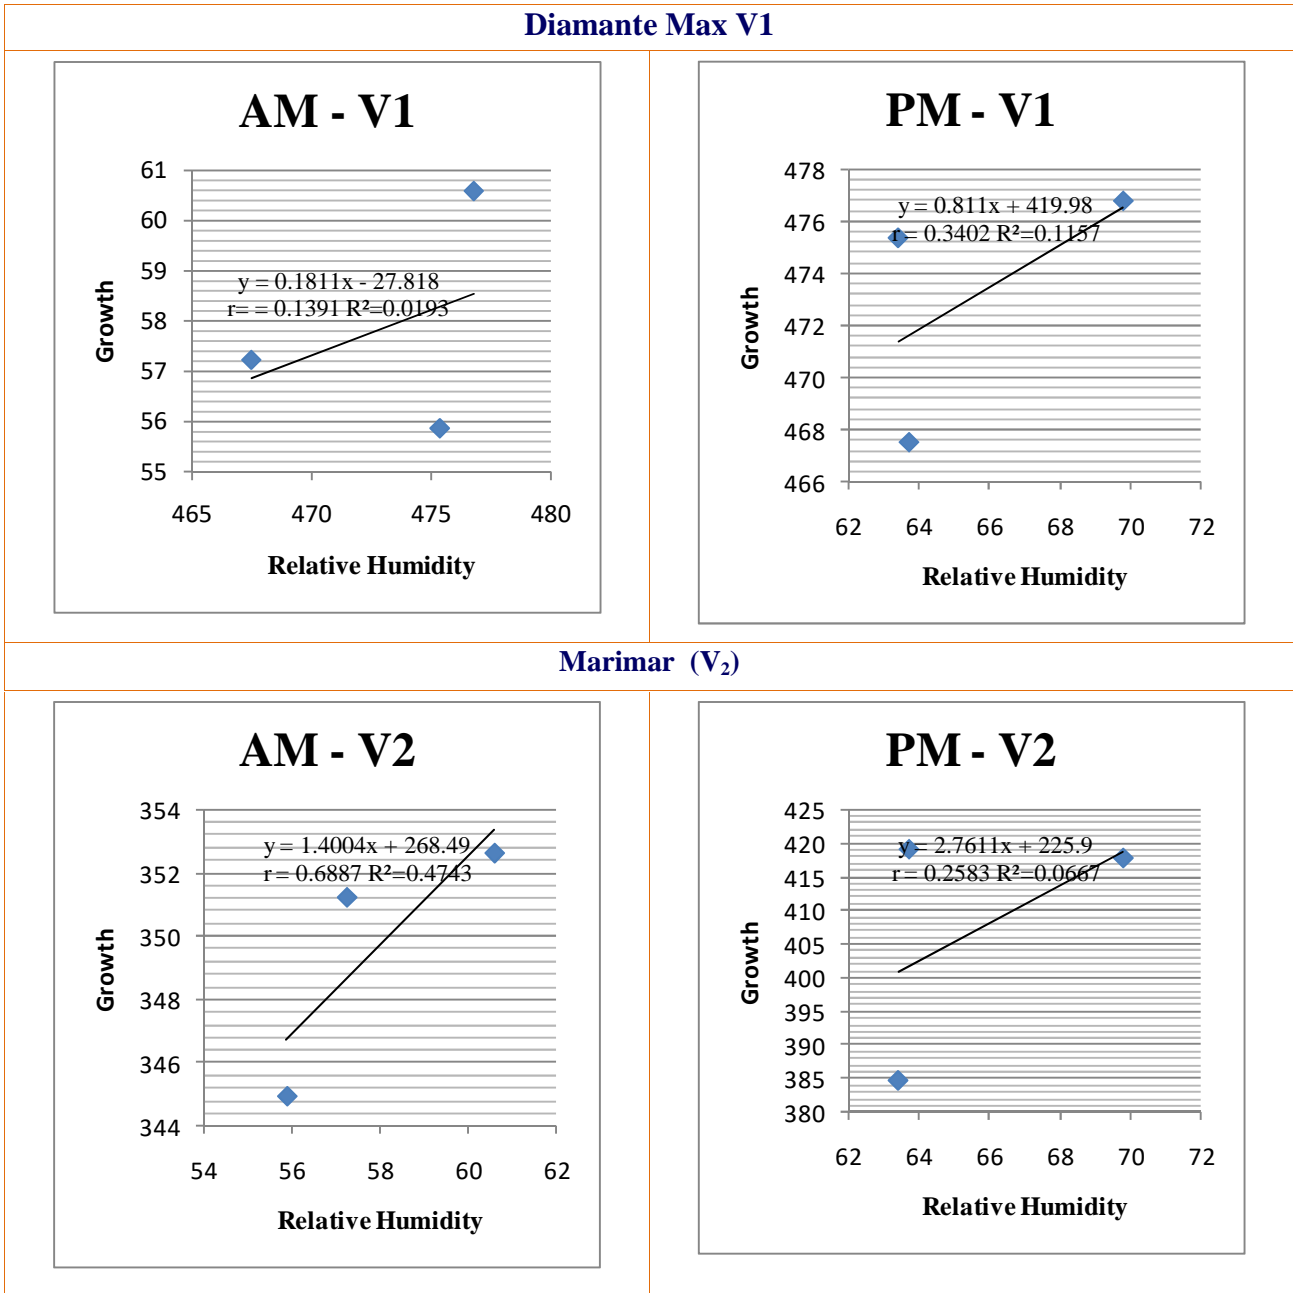 Diamante Max V1
AM - V1
61
60
59
58
57
56
55
y = 0.1811x - 27.818
r= = 0.1391 R²=0.0193
Growth
465 470 475 480
Relative Humidity
PM - V1
478
476
474
472
470
468
466
y = 0.811x + 419.98
r = 0.3402 R²=0.1157
Growth
62 64 66 68 70 72
Relative Humidity
Marimar (V₂)
AM - V2
354
352
350
348
346
344
y = 1.4004x + 268.49
r = 0.6887 R²=0.4743
Growth
54 56 58 60 62
Relative Humidity
PM - V2
425
420
415
410
405
400
395
390
385
380
y = 2.7611x + 225.9
r = 0.2583 R²=0.0667
Growth
62 64 66 68 70 72
Relative Humidity